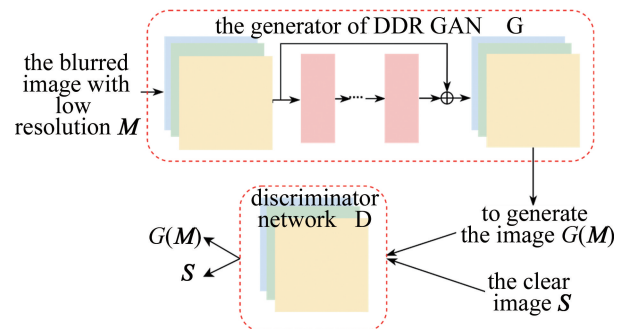 the generator of DDR GAN G
the blurred
image with
low
resolution M
discriminator
network D
to generate
the image G(M)
G(M)
S
the clear
image S